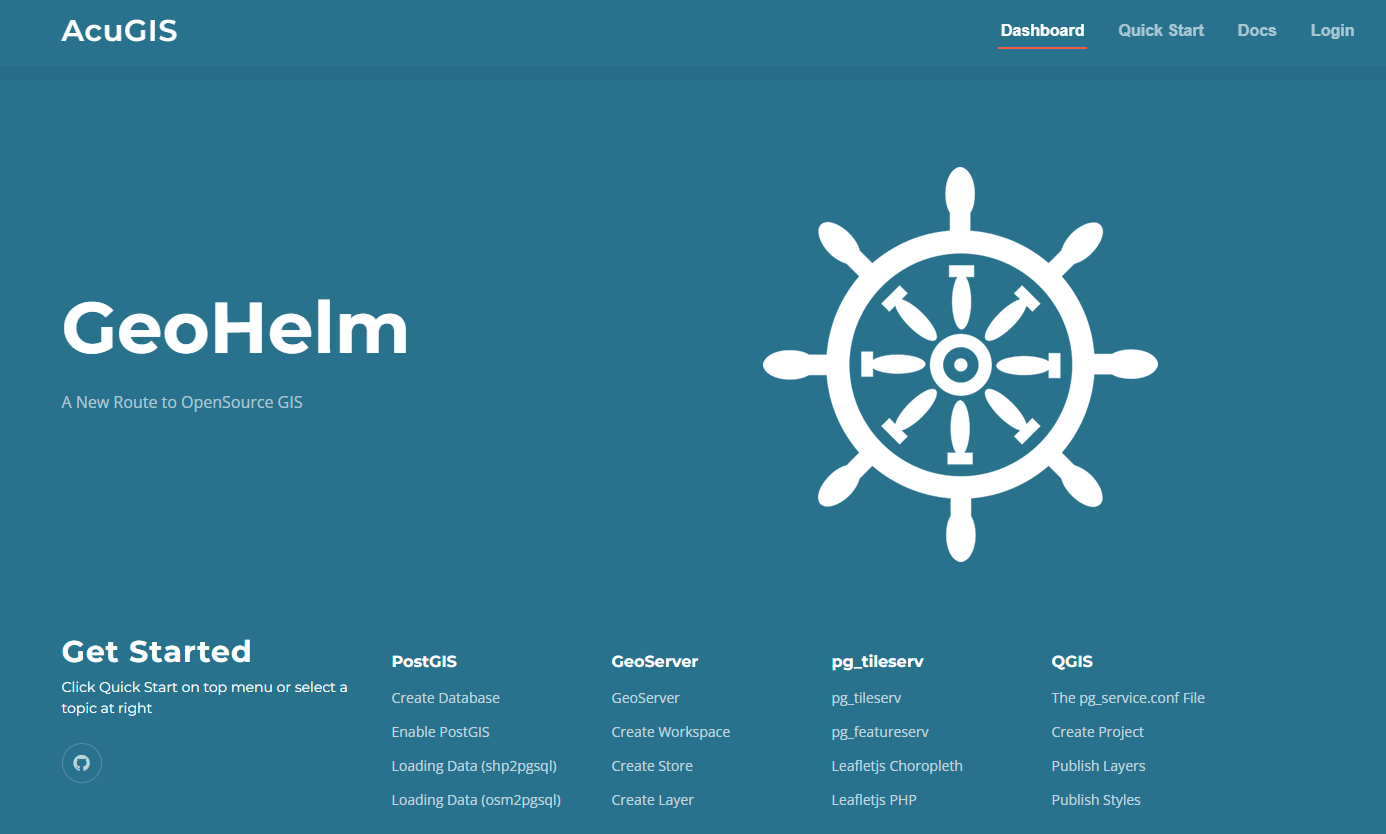 AcuGIS
Dashboard
Quick Start
Docs
Login
GeoHelm
A New Route to OpenSource GIS
Get Started
Click Quick Start on top menu or select a
topic at right
PostGIS
Create Database
Enable PostGIS
Loading Data (shp2pgsql)
Loading Data (osm2pgsql)
GeoServer
GeoServer
Create Workspace
Create Store
Create Layer
pg_tileserv
pg_tileserv
pg_featureserv
Leafletjs Choropleth
Leafletjs PHP
QGIS
The pg_service.conf File
Create Project
Publish Layers
Publish Styles